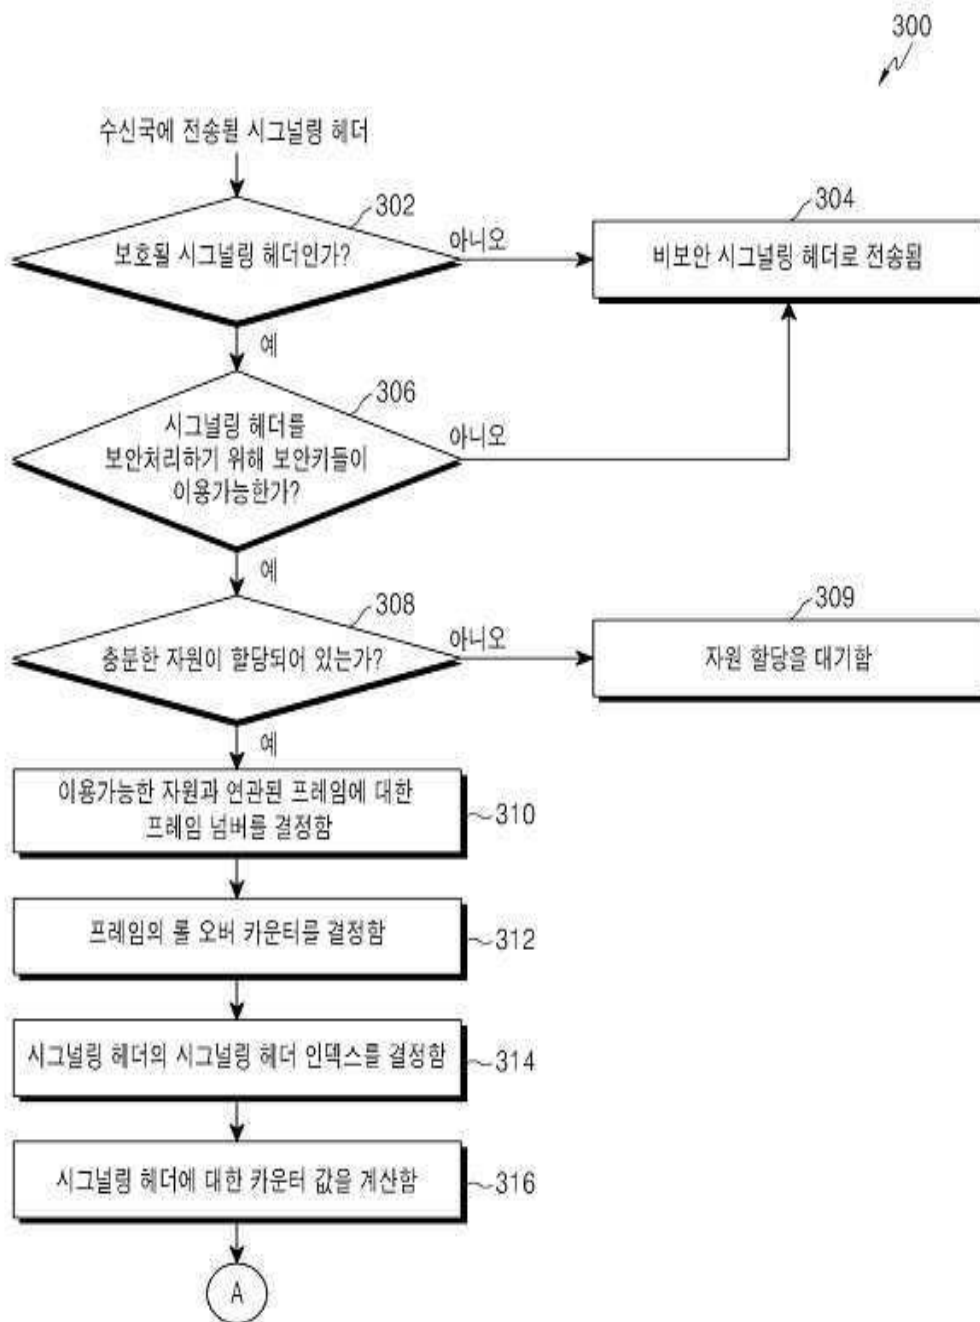 300
수신국에 전송될 시그널링 헤더
302
보호될 시그널링 헤더인가?
아니오
304
비보안 시그널링 헤더로 전송됨
예
306
시그널링 헤더를
보안처리하기 위해 보안키들이
이용가능한가?
아니오
예
308
충분한 자원이 할당되어 있는가?
아니오
309
자원 할당을 대기함
예
이용가능한 자원과 연관된 프레임에 대한
프레임 넘버를 결정함
310
프레임의 롤 오버 카운터를 결정함
312
시그널링 헤더의 시그널링 헤더 인덱스를 결정함
314
시그널링 헤더에 대한 카운터 값을 계산함
316
A